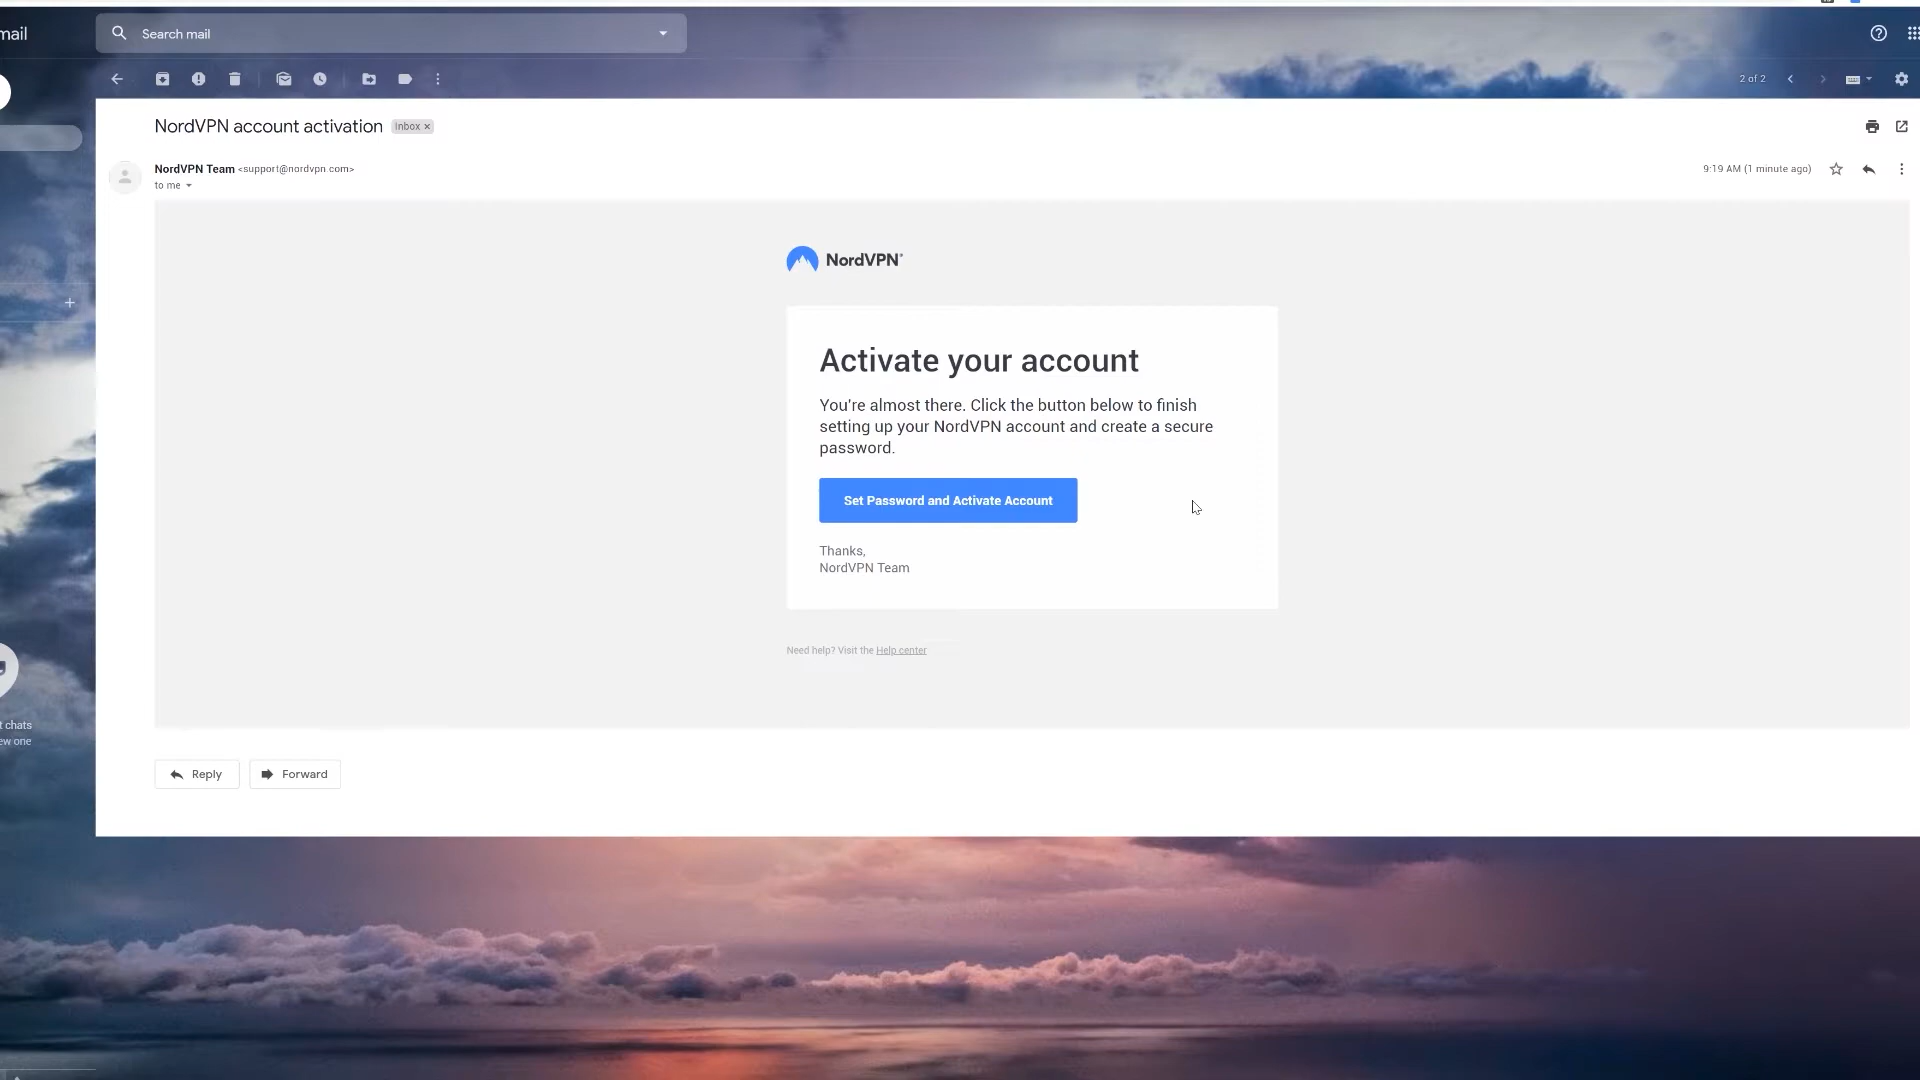 mail
Search mail
2 of 2
NordVPN account activation
Inbox ×
NordVPN Team <support@nordvpn.com>
9:19 AM (1 minute ago)
to me
NordVPN®
Activate your account
You're almost there. Click the button below to finish
setting up your NordVPN account and create a secure
password.
Set Password and Activate Account
Thanks,
NordVPN Team
Need help? Visit the Help center
t chats
ew one
Reply
Forward